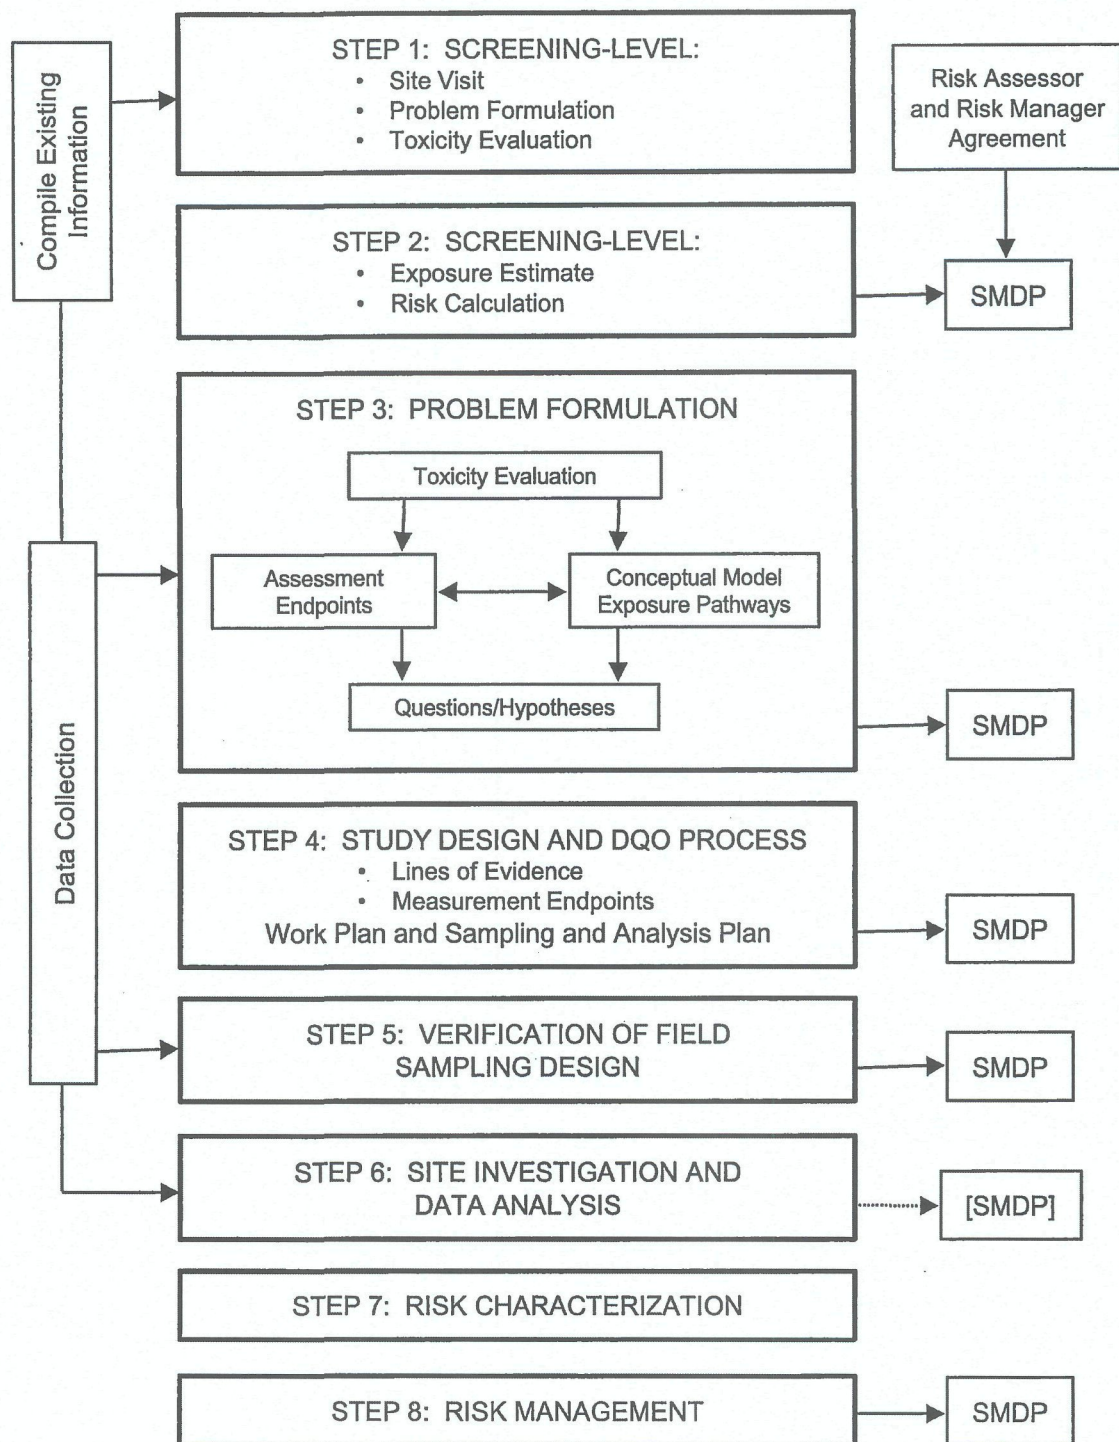 Compile Existing
Information
STEP 1: SCREENING-LEVEL:
• Site Visit
• Problem Formulation
• Toxicity Evaluation
Risk Assessor
and Risk Manager
Agreement
STEP 2: SCREENING-LEVEL:
• Exposure Estimate
• Risk Calculation
SMDP
Data Collection
STEP 3: PROBLEM FORMULATION
Toxicity Evaluation
Assessment
Endpoints
Conceptual Model
Exposure Pathways
Questions/Hypotheses
SMDP
STEP 4: STUDY DESIGN AND DQO PROCESS
• Lines of Evidence
• Measurement Endpoints
Work Plan and Sampling and Analysis Plan
SMDP
STEP 5: VERIFICATION OF FIELD
SAMPLING DESIGN
SMDP
STEP 6: SITE INVESTIGATION AND
DATA ANALYSIS
[SMDP]
STEP 7: RISK CHARACTERIZATION
STEP 8: RISK MANAGEMENT
SMDP